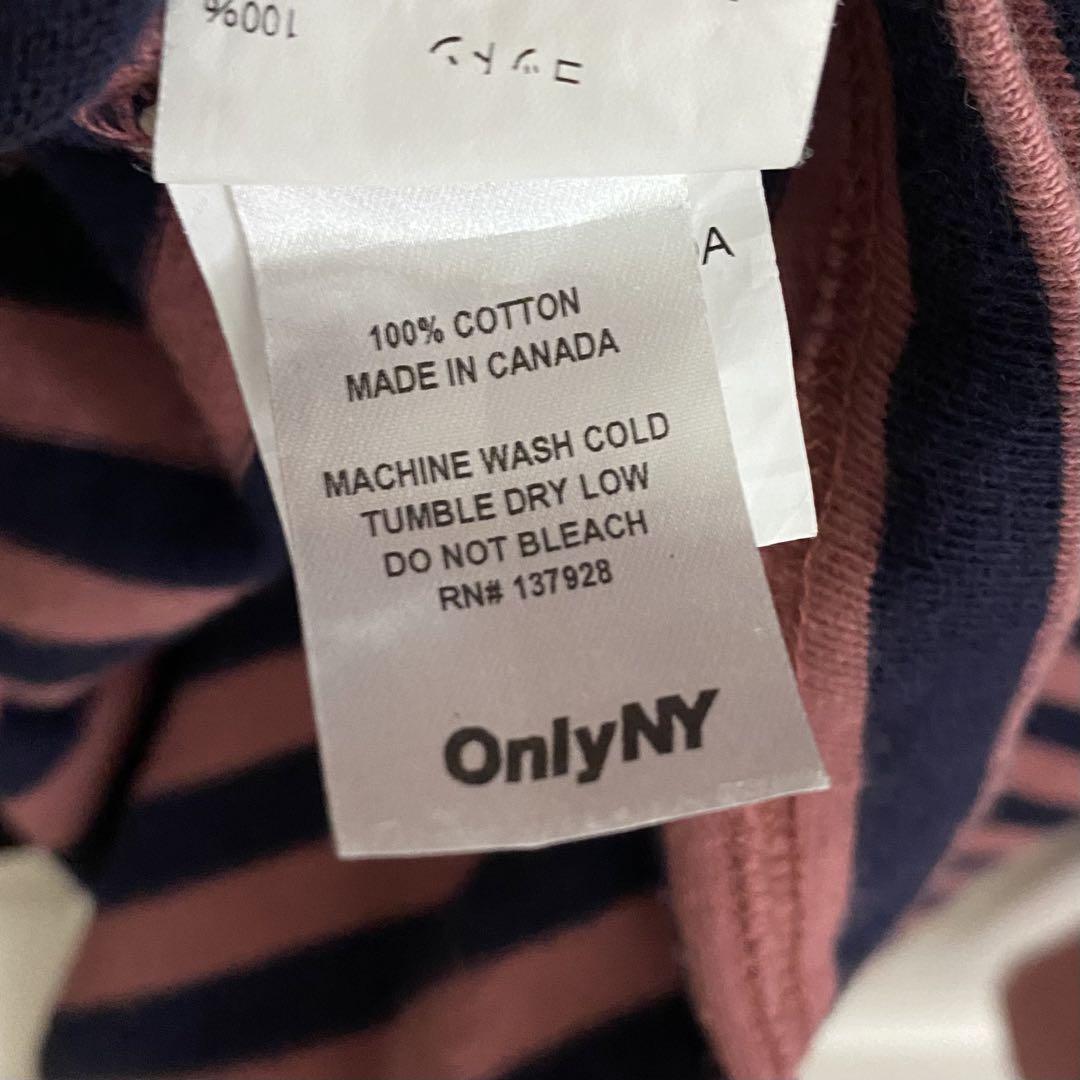 100%
A
100% COTTON
MADE IN CANADA
MACHINE WASH COLD
TUMBLE DRY LOW
DO NOT BLEACH
RN# 137928
OnlyNY